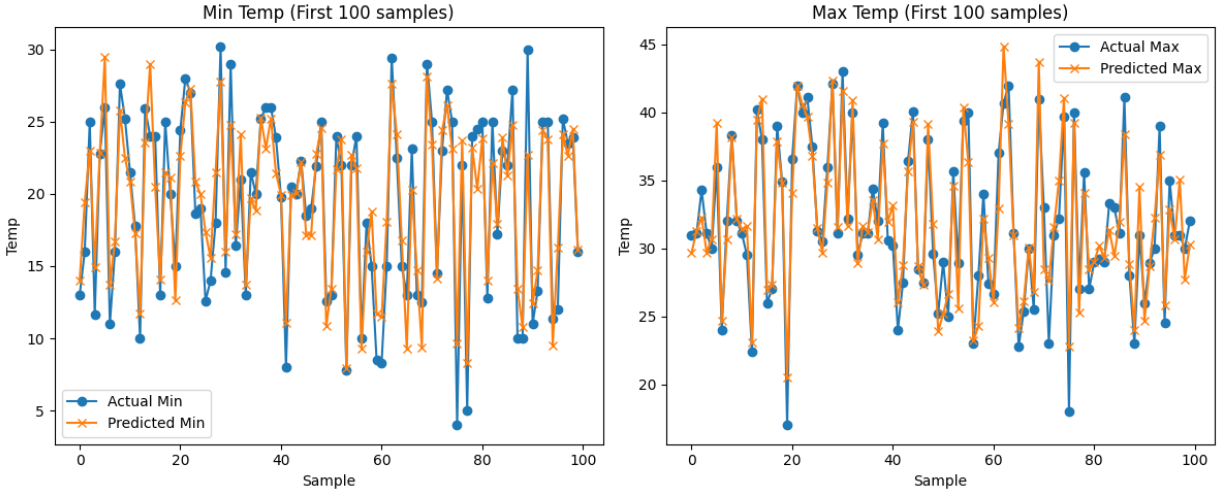 Min Temp (First 100 samples)
Temp
30
25
20
15
10
5
Actual Min
Predicted Min
0 20 40 60 80 100
Sample
Max Temp (First 100 samples)
Temp
45
40
35
30
25
20
Actual Max
Predicted Max
0 20 40 60 80 100
Sample